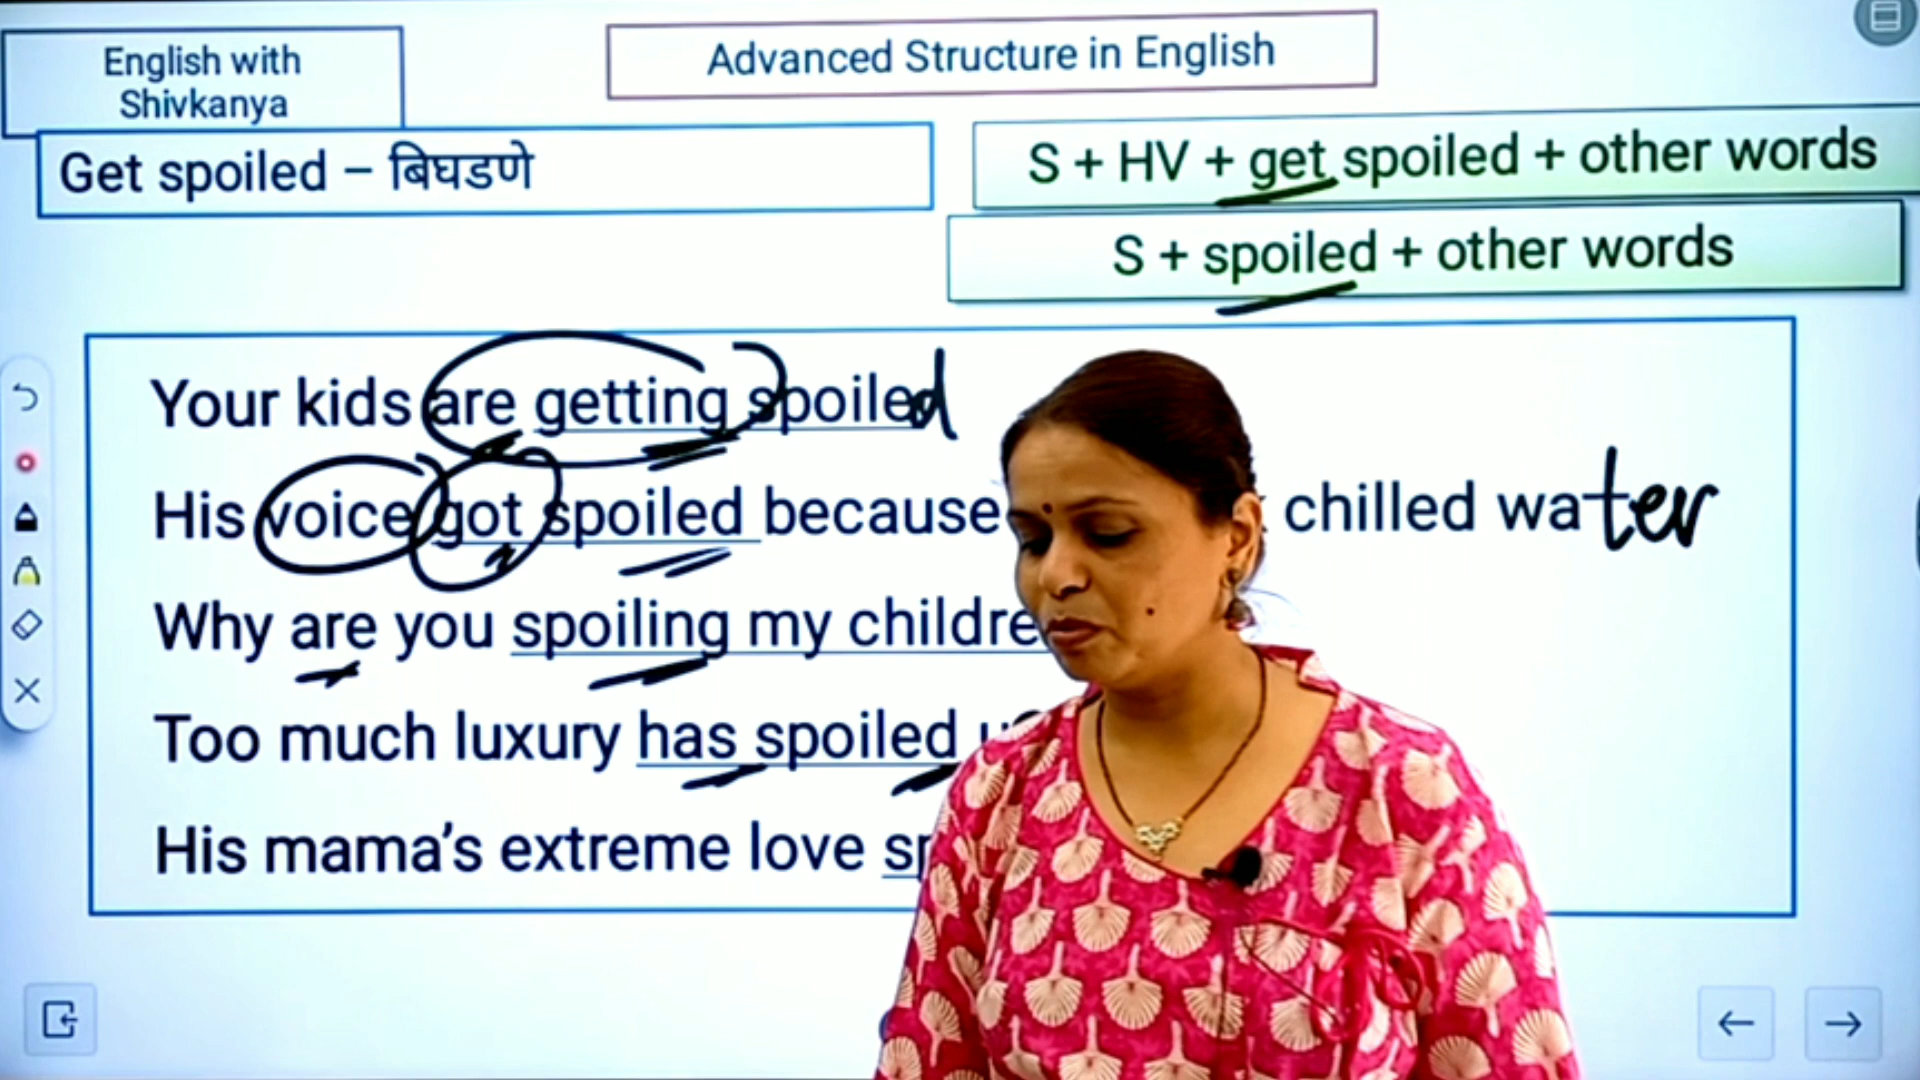 English with
Shivkanya
Advanced Structure in English
Get spoiled – बिघडणे
S + HV + get spoiled + other words
S + spoiled + other words
Your kids are getting spoiled
His voice got spoiled because chilled water
Why are you spoiling my
Too much luxury has spoiled
His mama's extreme love